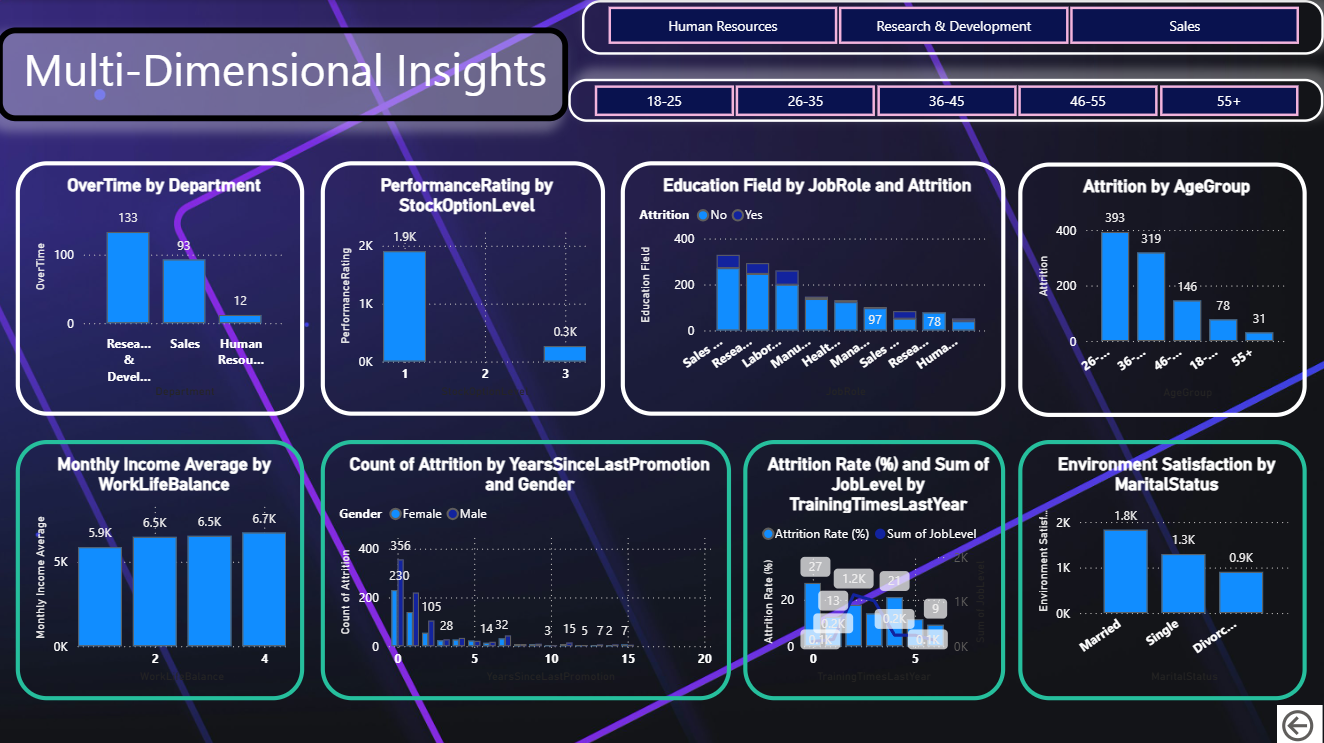 Human Resources
Research & Development
Sales
Multi-Dimensional Insights
18-25
26-35
36-45
46-55
55+
OverTime by Department
OverTime
100
0
133
93
12
Resea...
&
Devel...
Sales
Human
Resou...
PerformanceRating by
StockOptionLevel
PerformanceRating
2K
1K
0K
1.9K
0.3K
1
2
3
Education Field by JobRole and Attrition
Attrition
No
Yes
Education Field
400
200
0
97
78
Sales ...
Resea...
Labor...
Manu...
Healt...
Mana...
Sales ...
Resea...
Huma...
JobRole
Attrition by AgeGroup
Attrition
400
200
0
393
319
146
78
31
26-...
36-...
46-...
18-...
55+
AgeGroup
Monthly Income Average by
WorkLifeBalance
Monthly Income Average
5K
0K
5.9K
6.5K
6.5K
6.7K
2
4
WorkLifeBalance
Count of Attrition by YearsSinceLastPromotion
and Gender
Gender
Female
Male
Count of Attrition
400
200
0
356
230
105
28
14
32
3
15
5
7
2
7
0
5
10
15
20
YearsSinceLastPromotion
Attrition Rate (%) and Sum of
JobLevel by
TrainingTimesLastYear
Attrition Rate (%)
Sum of JobLevel
Attrition Rate (%)
20
0
27
1.2K
21
13
0.2K
0.2K
9
0.1K
0.1K
2K
1K
0K
Sum of JobLevel
0
5
TrainingTimesLastYear
Environment Satisfaction by
MaritalStatus
Environment Satisf...
2K
1K
0K
1.8K
1.3K
0.9K
Married
Single
Divorc...
MaritalStatus